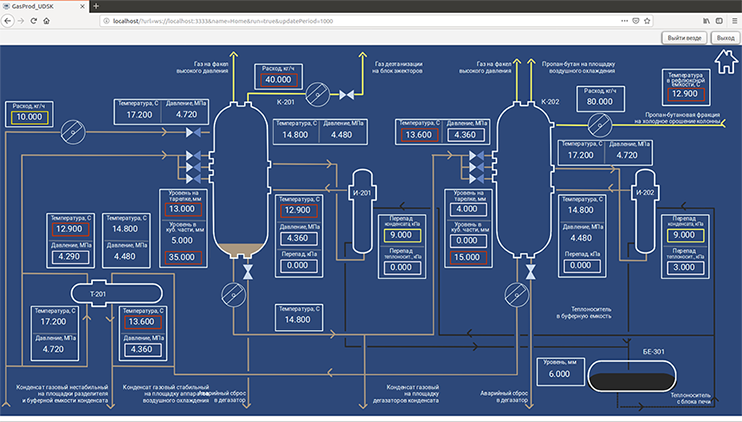 GasProd_UDSK
localhost/?url=ws://localhost:3333&name=Home&run=true&updatePeriod=1000
Выйти везде
Выход
Газ на факел
высокого давления
Расход, кг/ч
40.000
К-201
Газ деэтанизации
на блок эжекторов
Газ на факел
высокого давления
Пропан-бутан на площадку
воздушного охлаждения
К-202
Расход, кг/ч
80.000
Температура
в рефлюксной
емкости, С
12.900
Пропан-бутановая фракция
на холодное орошение колонны
Расход, кг/ч
10.000
Температура, С
17.200
Давление, МПа
4.720
Температура, С
14.800
Давление, МПа
4.480
Температура, С
13.600
Давление, МПа
4.360
Температура, С
17.200
Давление, МПа
4.720
Уровень на
тарелке, мм
13.000
Уровень в
куб. части, мм
5.000
35.000
Температура, С
12.900
Давление, МПа
4.360
Перепад, кПа
0.000
И-201
Перепад
конденсата, кПа
9.000
Перепад
теплоносит., кПа
0.000
Уровень на
тарелке, мм
4.000
Уровень в
куб. части, мм
0.000
15.000
Температура, С
14.800
Давление, МПа
4.480
Перепад, кПа
0.000
И-202
Перепад
конденсата, кПа
9.000
Перепад
теплоносит., кПа
3.000
Температура, С
12.900
Давление, МПа
4.290
Температура, С
14.800
Давление, МПа
4.480
Т-201
Температура, С
17.200
Давление, МПа
4.720
Температура, С
13.600
Давление, МПа
4.360
Температура, С
14.800
Теплоноситель
в буферную емкость
БЕ-301
Уровень, мм
6.000
Теплоноситель
с блока печи
Конденсат газовый нестабильный
на площадки разделителя
и буферной емкости конденсата
Конденсат газовый стабильный
на площадку аппаратов
воздушного охлаждения
Аварийный сброс
в дегазатор
Конденсат газовый
на площадку
дегазаторов конденсата
Аварийный сброс
в дегазатор